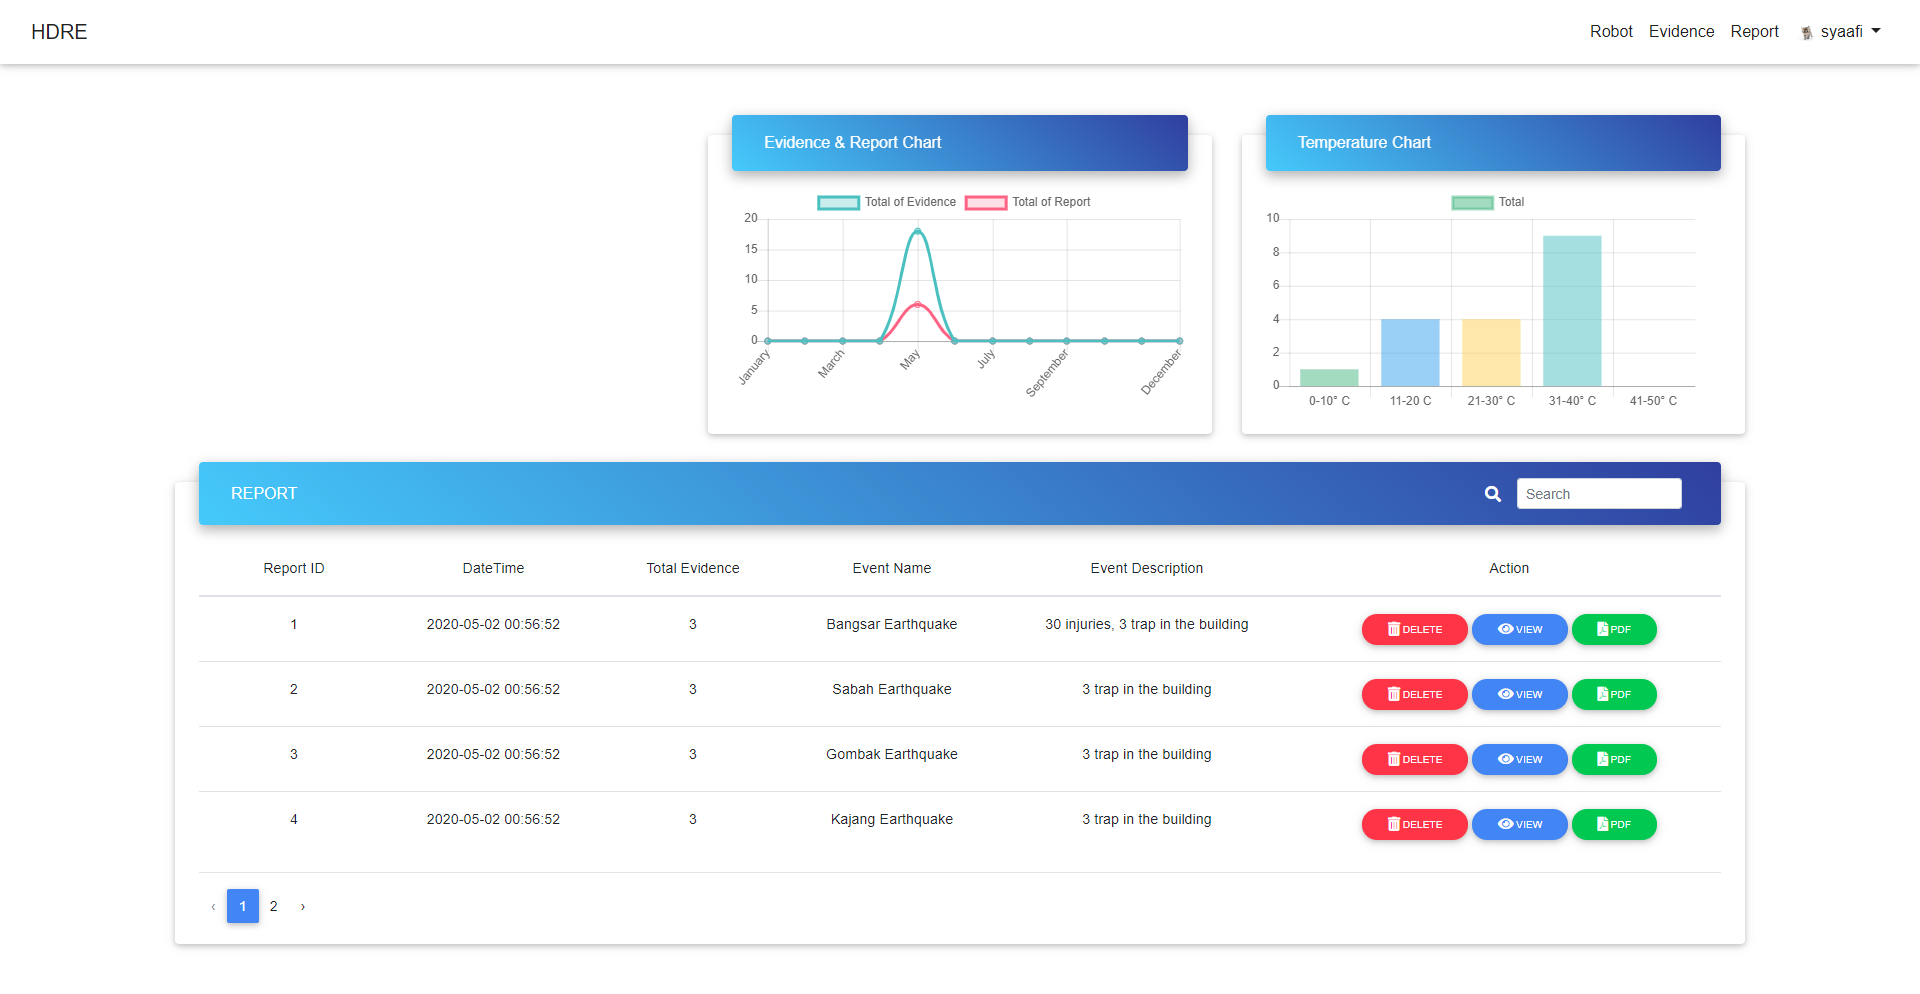 HDRE
Robot Evidence Report syaafi
Evidence & Report Chart
Total of Evidence Total of Report
20
15
10
5
0
January March May July September December
Temperature Chart
Total
10
8
6
4
2
0
0-10° C 11-20 C 21-30° C 31-40° C 41-50° C
REPORT Search
Report ID DateTime Total Evidence Event Name Event Description Action
1 2020-05-02 00:56:52 3 Bangsar Earthquake 30 injuries, 3 trap in the building DELETE VIEW PDF
2 2020-05-02 00:56:52 3 Sabah Earthquake 3 trap in the building DELETE VIEW PDF
3 2020-05-02 00:56:52 3 Gombak Earthquake 3 trap in the building DELETE VIEW PDF
4 2020-05-02 00:56:52 3 Kajang Earthquake 3 trap in the building DELETE VIEW PDF
‹ 1 2 ›